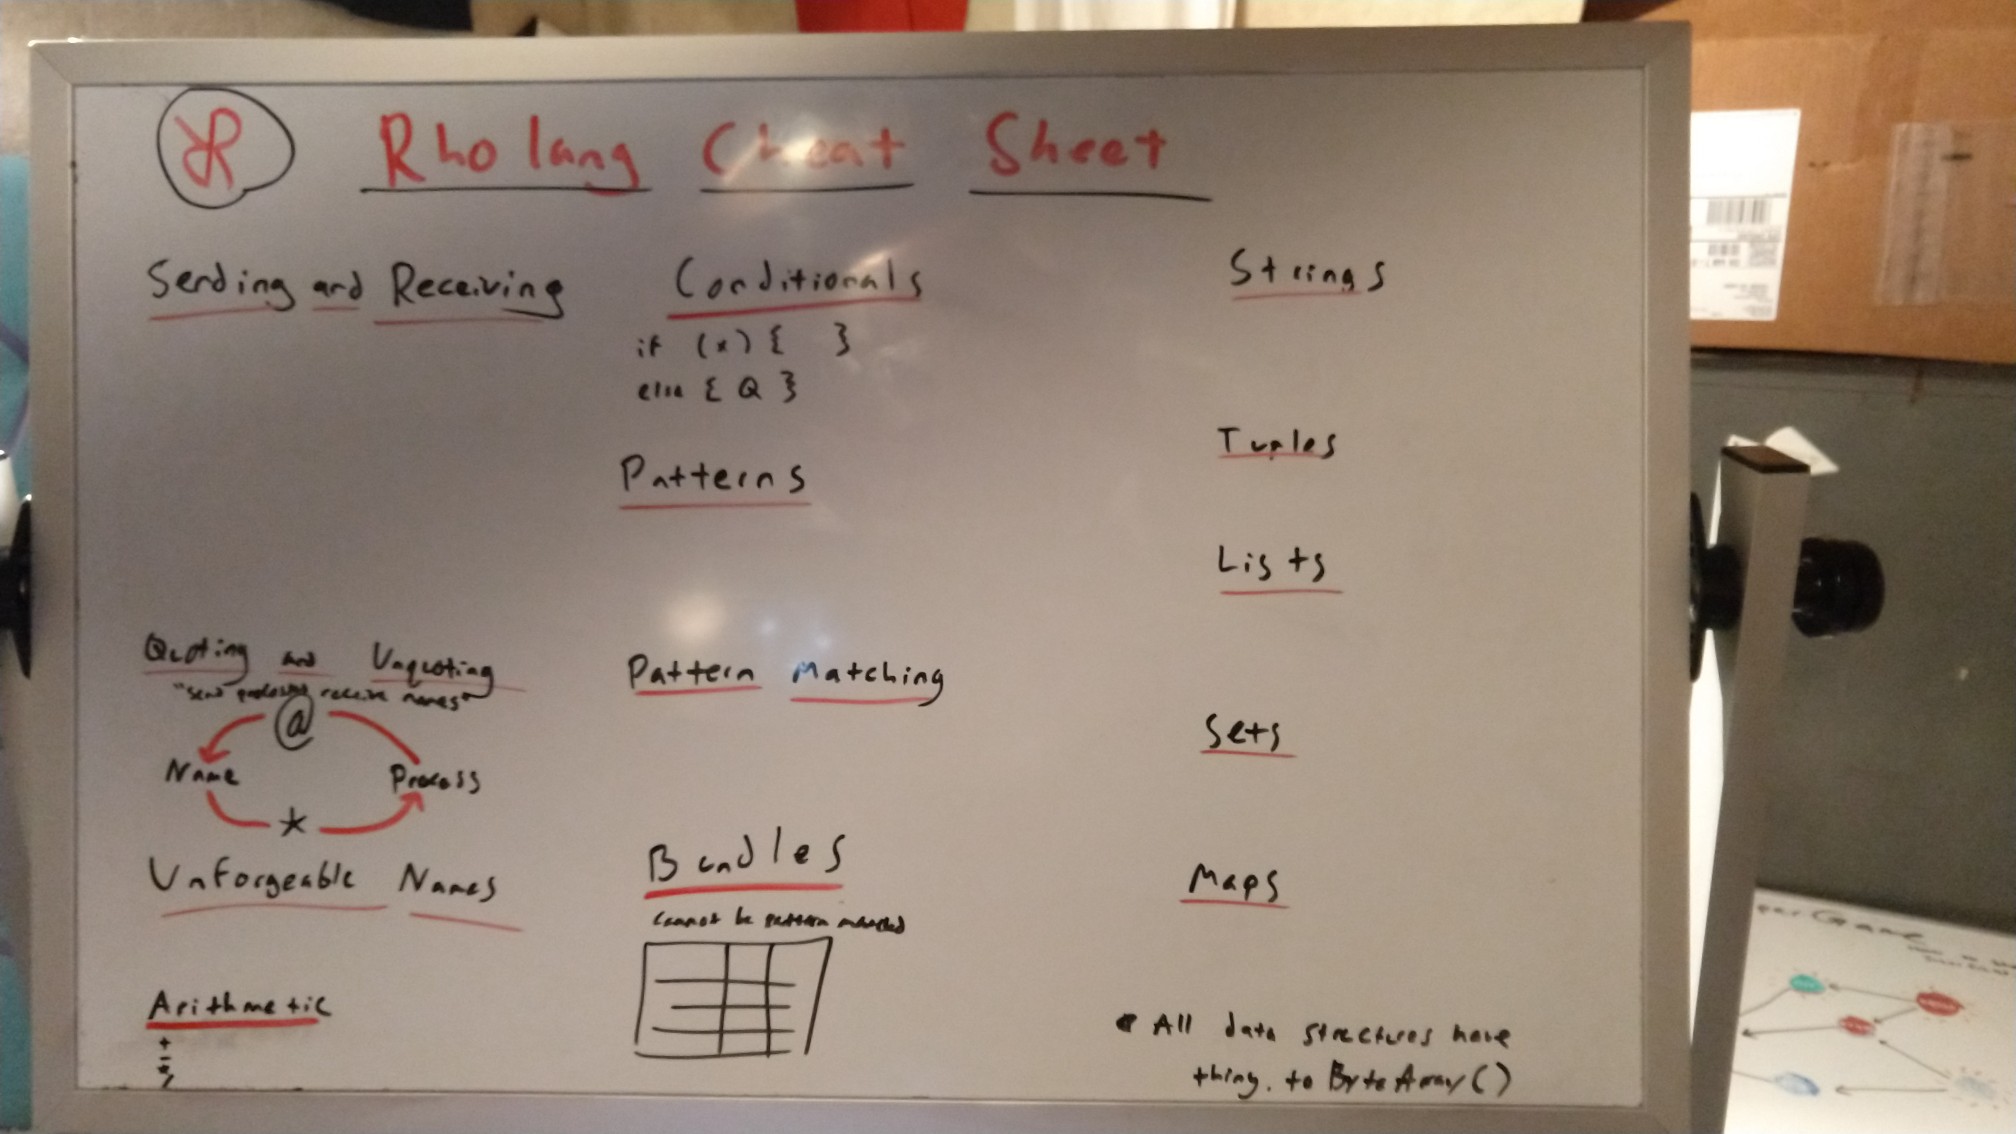 R Rholang Cheat Sheet
Sending and Receiving
Quoting and Unquoting
"send processes receive names"
@
Name
Process
*
Unforgeable Names
Arithmetic
+
-
*
/
Conditionals
if (x) { }
else { Q }
Patterns
Pattern Matching
Bundles
Cannot be pattern matched
Strings
Tuples
Lists
Sets
Maps
• All data structures have
thing.toByteArray()
Game